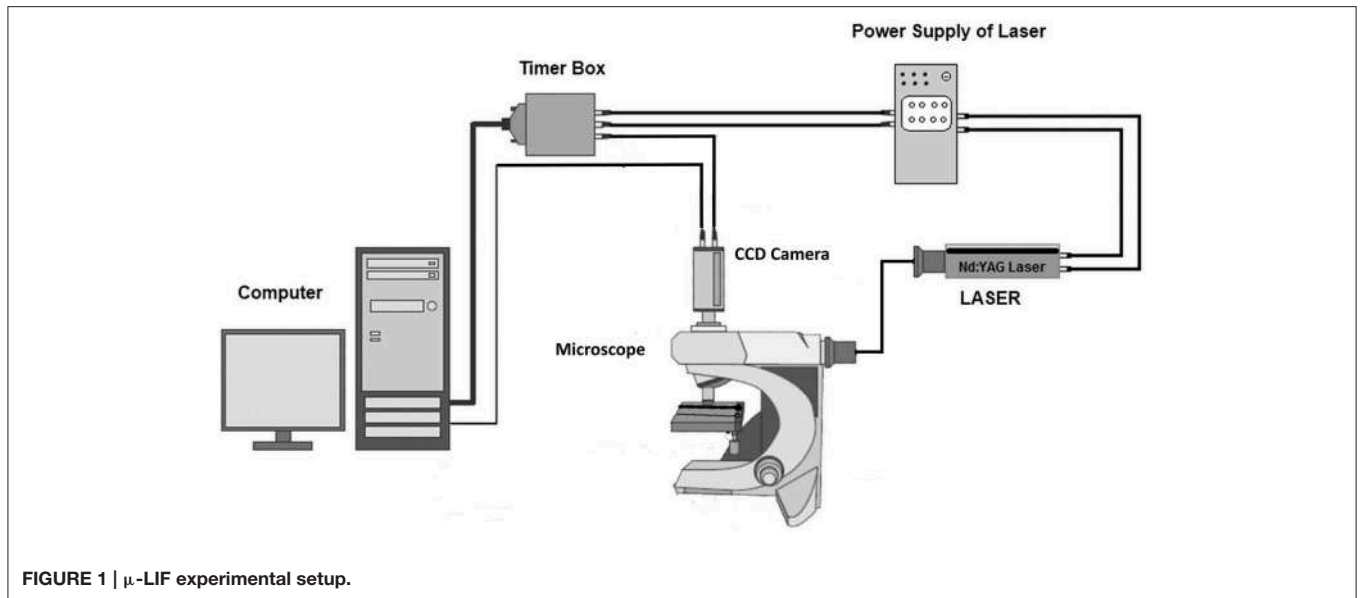 Power Supply of Laser
Timer Box
CCD Camera
Nd:YAG Laser
LASER
Computer
Microscope
FIGURE 1 | μ-LIF experimental setup.